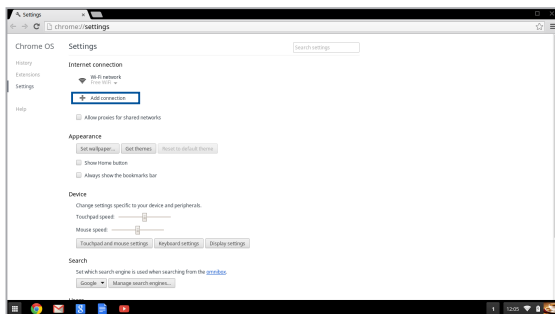 Settings
chrome://settings
Chrome OS
Settings
Search settings
History
Extensions
Settings
Help
Internet connection
Wi-Fi network
Free Wifi
Add connection
Allow proxies for shared networks
Appearance
Set wallpaper... Get themes Reset to default theme
Show Home button
Always show the bookmarks bar
Device
Change settings specific to your device and peripherals.
Touchpad speed:
Mouse speed:
Touchpad and mouse settings Keyboard settings Display settings
Search
Set which search engine is used when searching from the omnibox.
Google Manage search engines...
1 12:05